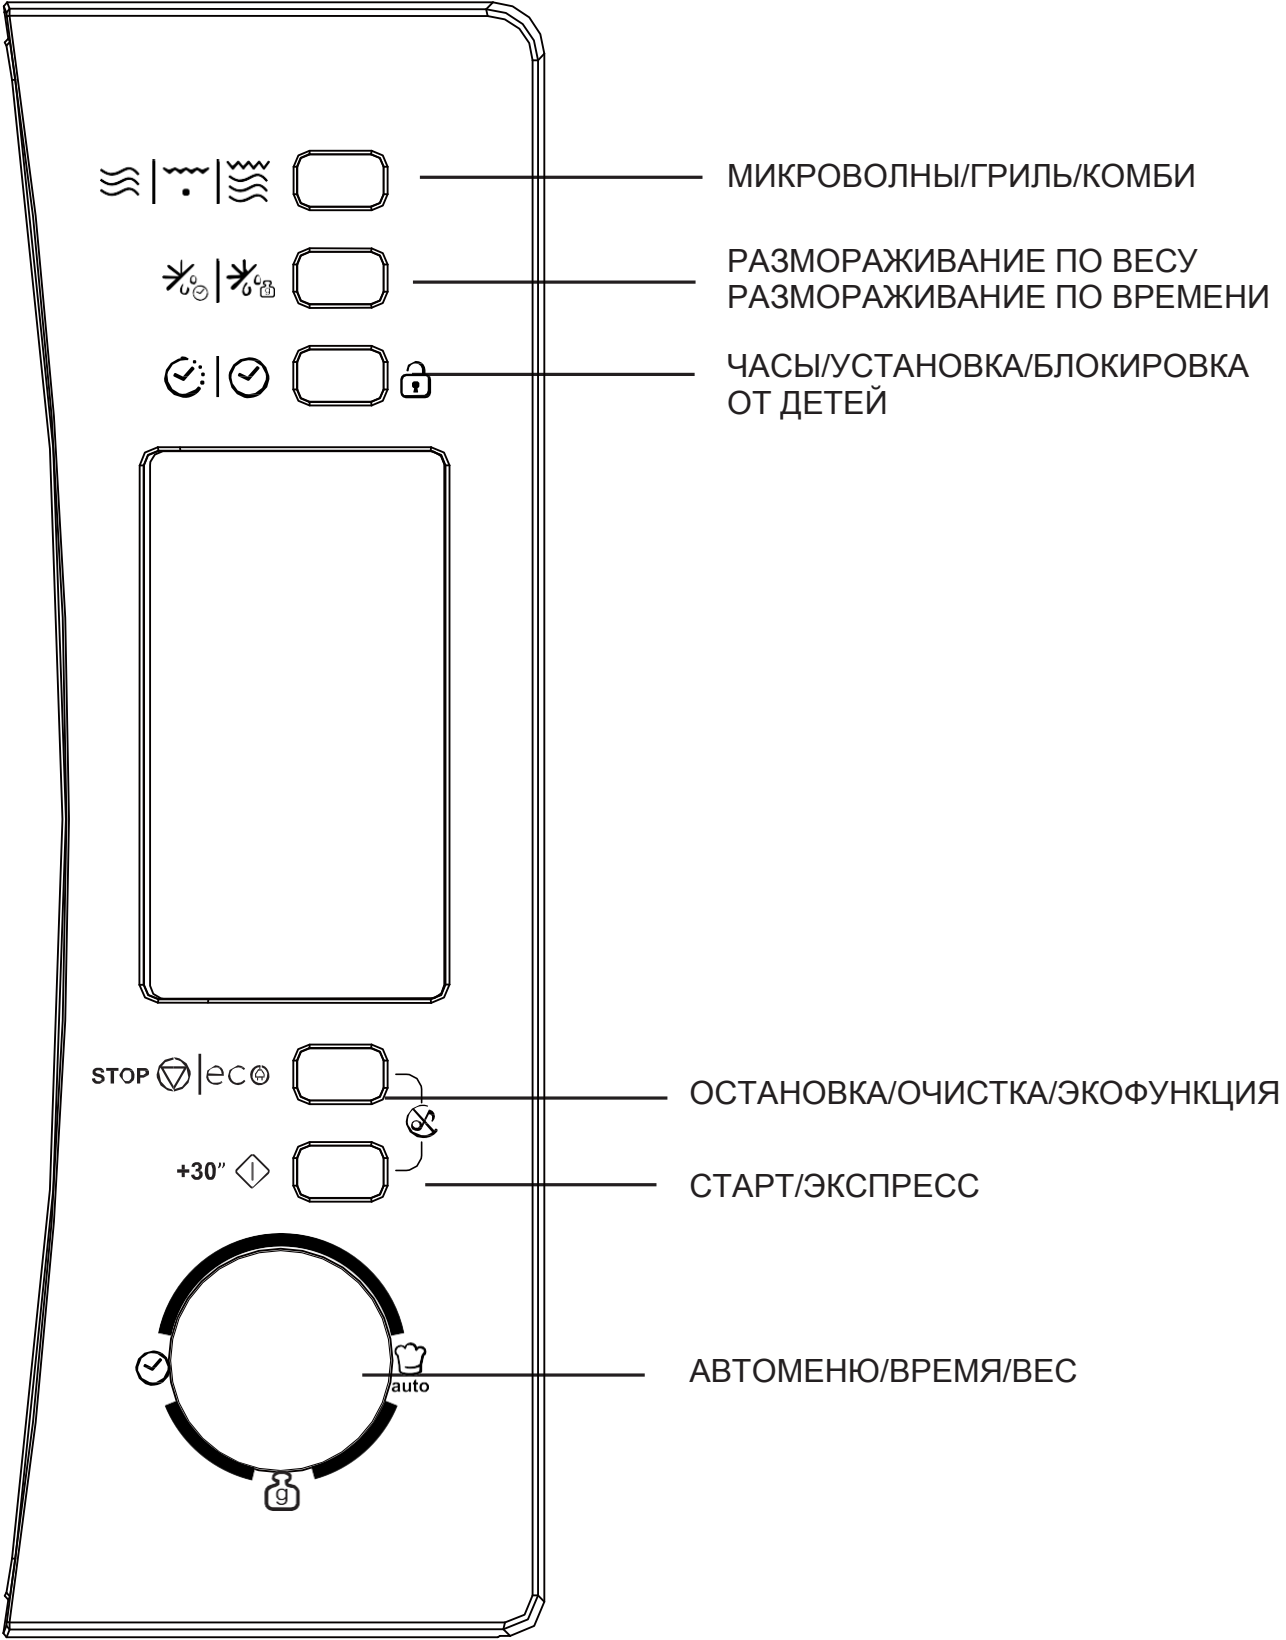 МИКРОВОЛНЫ/ГРИЛЬ/КОМБИ
РАЗМОРАЖИВАНИЕ ПО ВЕСУ
РАЗМОРАЖИВАНИЕ ПО ВРЕМЕНИ
g
ЧАСЫ/УСТАНОВКА/БЛОКИРОВКА
ОТ ДЕТЕЙ
STOP eco
ОСТАНОВКА/ОЧИСТКА/ЭКОФУНКЦИЯ
+30”
СТАРТ/ЭКСПРЕСС
auto
АВТОМЕНЮ/ВРЕМЯ/ВЕС
g